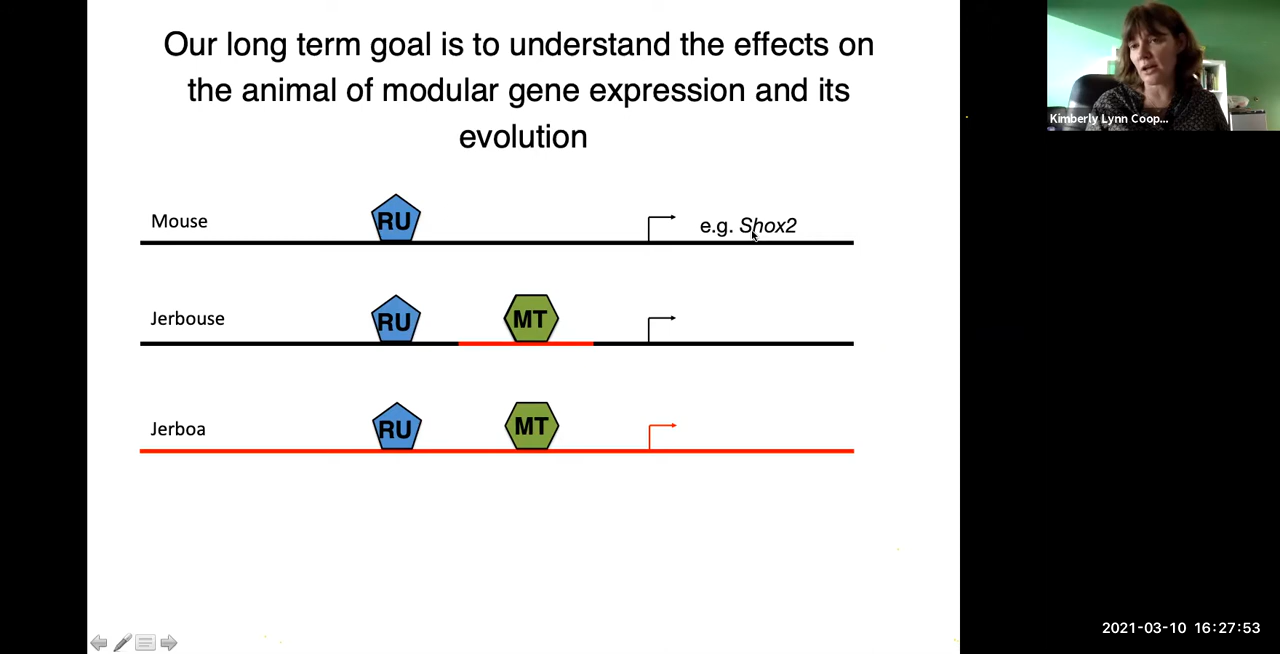 Our long term goal is to understand the effects on
the animal of modular gene expression and its
evolution
Kimberly Lynn Coop...
Mouse
RU
e.g. Shox2
Jerbouse
RU
MT
Jerboa
RU
MT
2021-03-10 16:27:53